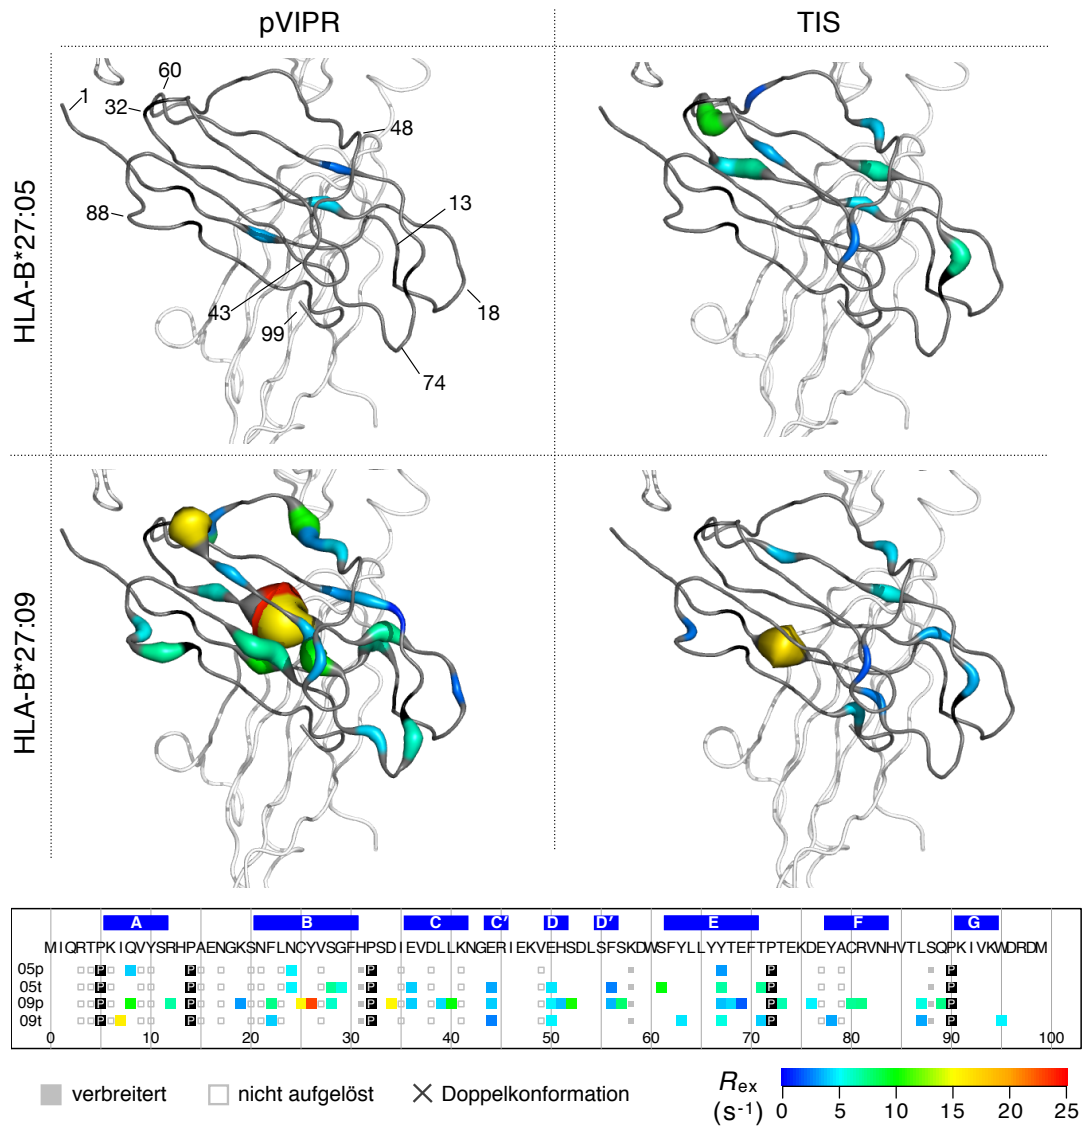 pVIPR
TIS
HLA-B*27:05
60
1
32
48
88
13
43
18
99
74
HLA-B*27:09
A B C C' D D' E F G
MIQRTPKIQVYSRHPAENGKSNFLNCYVSGFHPSDIEVDLLKNGERIEKVEHSDLSFSKDWSFYLLYYTEFTPTEKDEYACRVNHVTLSQPKIVKWDRDM
05p P P P P P
05t P P P P P
09p P P P P P
09t P P P P P
0 10 20 30 40 50 60 70 80 90 100
verbreitert nicht aufgelöst Doppelkonformation
Rex (s-1)
0 5 10 15 20 25